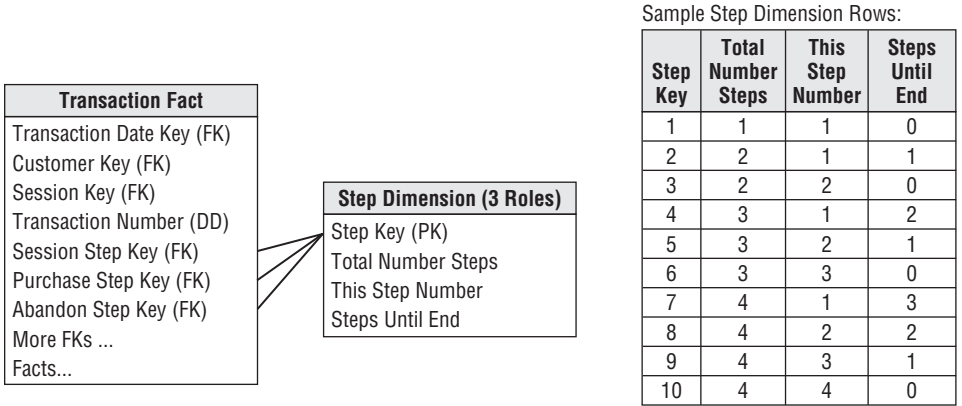 Transaction Fact
Transaction Date Key (FK)
Customer Key (FK)
Session Key (FK)
Transaction Number (DD)
Session Step Key (FK)
Purchase Step Key (FK)
Abandon Step Key (FK)
More FKs ...
Facts...
Step Dimension (3 Roles)
Step Key (PK)
Total Number Steps
This Step Number
Steps Until End
Sample Step Dimension Rows:
Step Key Total Number Steps This Step Number Steps Until End
1 1 1 0
2 2 1 1
3 2 2 0
4 3 1 2
5 3 2 1
6 3 3 0
7 4 1 3
8 4 2 2
9 4 3 1
10 4 4 0